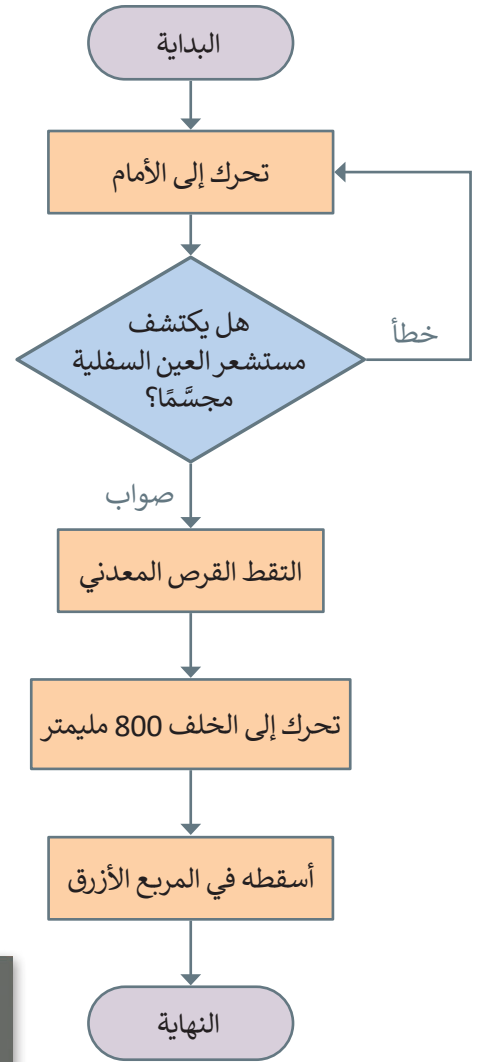 البداية
تحرك إلى الأمام
هل يكتشف
مستشعر العين السفلية
مجسَّمًا؟
خطأ
صواب
التقط القرص المعدني
تحرك إلى الخلف 800 مليمتر
أسقطه في المربع الأزرق
النهاية